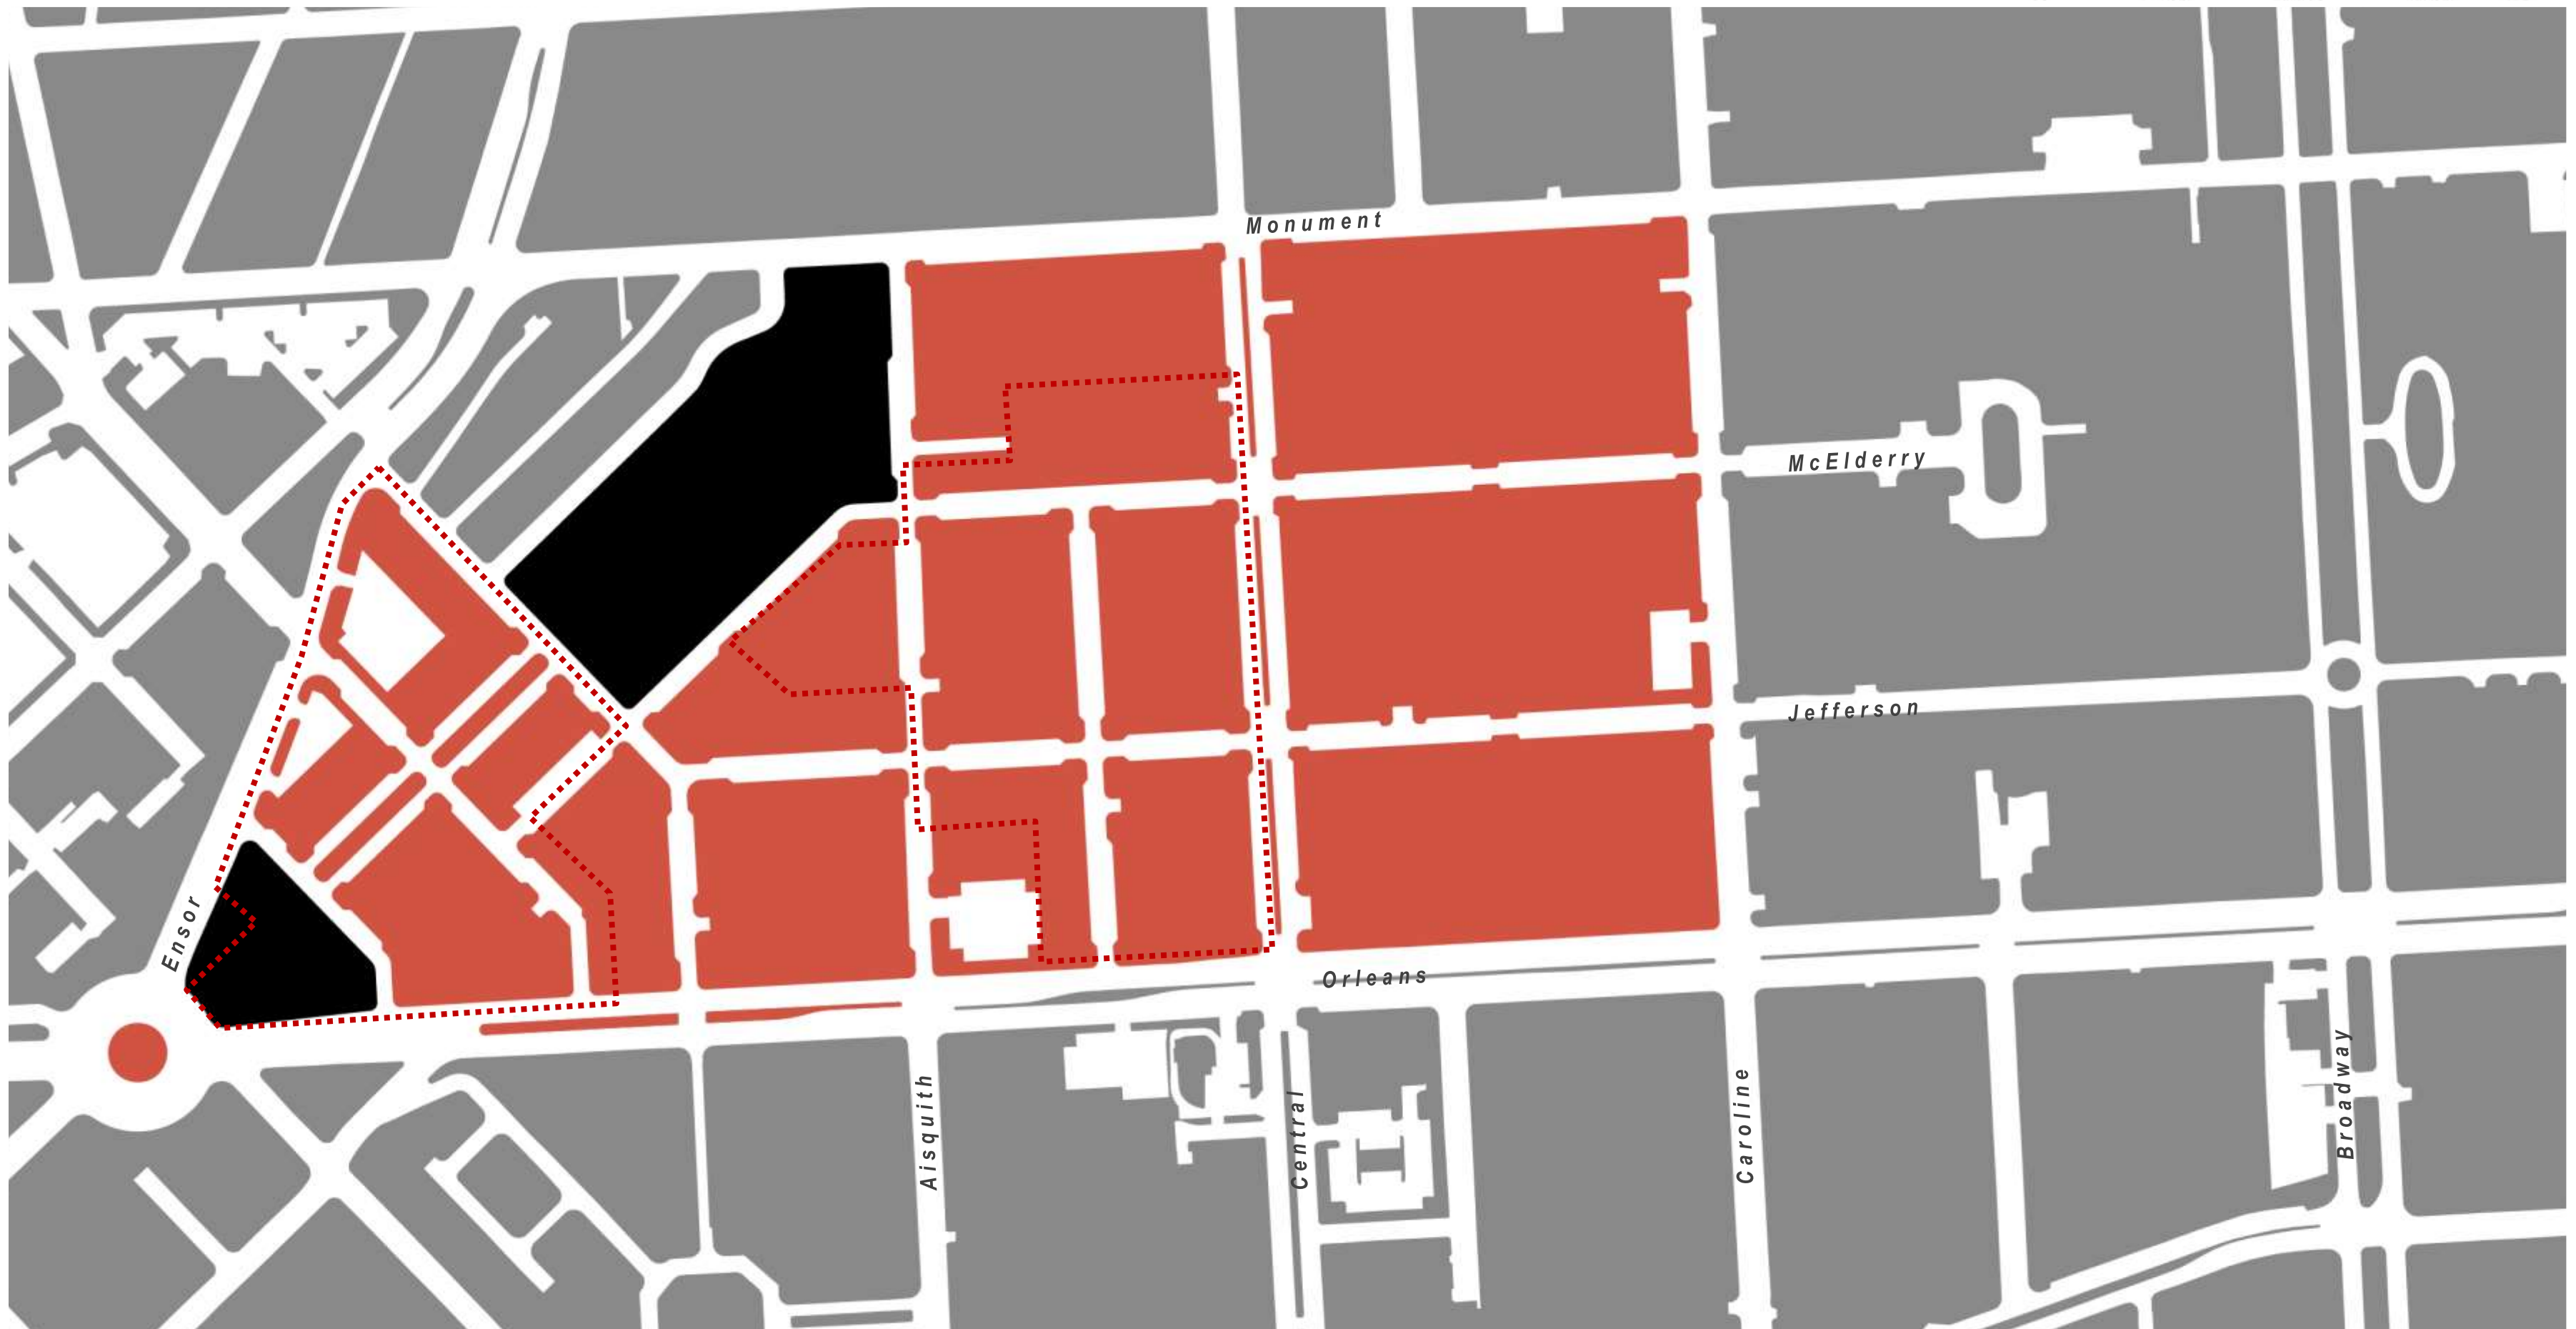 Monument
McElderry
Jefferson
Ensor
Orleans
Aisquith
Central
Caroline
Broadway